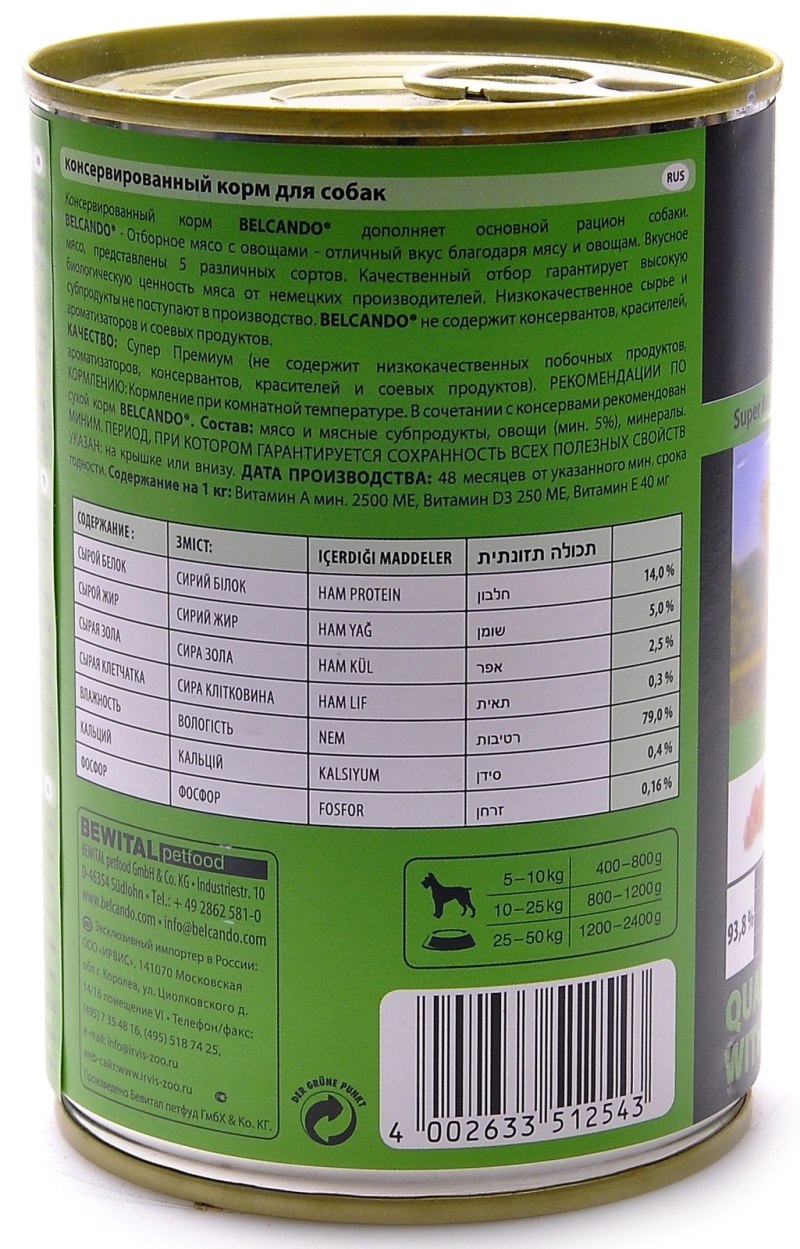 консервированный корм для собак
RUS
Консервированный корм BELCANDO® дополняет основной рацион собаки.
BELCANDO® - Отборное мясо с овощами - отличный вкус благодаря мясу и овощам. Вкусное
мясо, представлены 5 различных сортов. Качественный отбор гарантирует высокую
биологическую ценность мяса от немецких производителей. Низкокачественное сырье и
субпродукты не поступают в производство. BELCANDO® не содержит консервантов, красителей,
ароматизаторов и соевых продуктов.
КАЧЕСТВО: Супер Премиум (не содержит низкокачественных побочных продуктов,
ароматизаторов, консервантов, красителей и соевых продуктов). РЕКОМЕНДАЦИИ ПО
КОРМЛЕНИЮ: Кормление при комнатной температуре. В сочетании с консервами рекомендован
сухой корм BELCANDO®. Состав: мясо и мясные субпродукты, овощи (мин. 5%), минералы.
МИНИМ. ПЕРИОД, ПРИ КОТОРОМ ГАРАНТИРУЕТСЯ СОХРАННОСТЬ ВСЕХ ПОЛЕЗНЫХ СВОЙСТВ
УКАЗАН: на крышке или внизу. ДАТА ПРОИЗВОДСТВА: 48 месяцев от указанного мин. срока
годности. Содержание на 1 кг: Витамин А мин. 2500 МЕ, Витамин D3 250 МЕ, Витамин Е 40 мг
СОДЕРЖАНИЕ: ЗМІСТ: IÇERDIĞI MADDELER תכולה תזונתית
СЫРОЙ БЕЛОК СИРИЙ БІЛОК HAM PROTEIN חלבון 14,0%
СЫРОЙ ЖИР СИРИЙ ЖИР HAM YAĞ שומן 5,0%
СЫРАЯ ЗОЛА СИРА ЗОЛА HAM KÜL אפר 2,5%
СЫРАЯ КЛЕТЧАТКА СИРА КЛІТКОВИНА HAM LIF תאית 0,3%
ВЛАЖНОСТЬ ВОЛОГІСТЬ NEM רטיבות 79,0%
КАЛЬЦИЙ КАЛЬЦІЙ KALSIYUM סידן 0,4%
ФОСФОР ФОСФОР FOSFOR זרחן 0,16%
BEWITAL petfood
BEWITAL petfood GmbH & Co. KG • Industriestr. 10
D-46354 Südlohn • Tel.: + 49 2862 581-0
www.belcando.com • info@belcando.com
Эксклюзивный импортер в России:
ООО «ИРВИС», 141070 Московская
обл г. Королев, ул. Циолковского д.
14/16 помещение VI • Телефон/факс:
(495) 7 35 48 16, (495) 518 74 25,
e-mail: info@irvis-zoo.ru
web-сайт: www.irvis-zoo.ru
Произведено Бевитал петфуд ГмбХ & Ко. КГ.
5–10kg 400–800g
10–25kg 800–1200g
25–50kg 1200–2400g
DER GRÜNE PUNKT
4 002633 512543
Super
93,8%